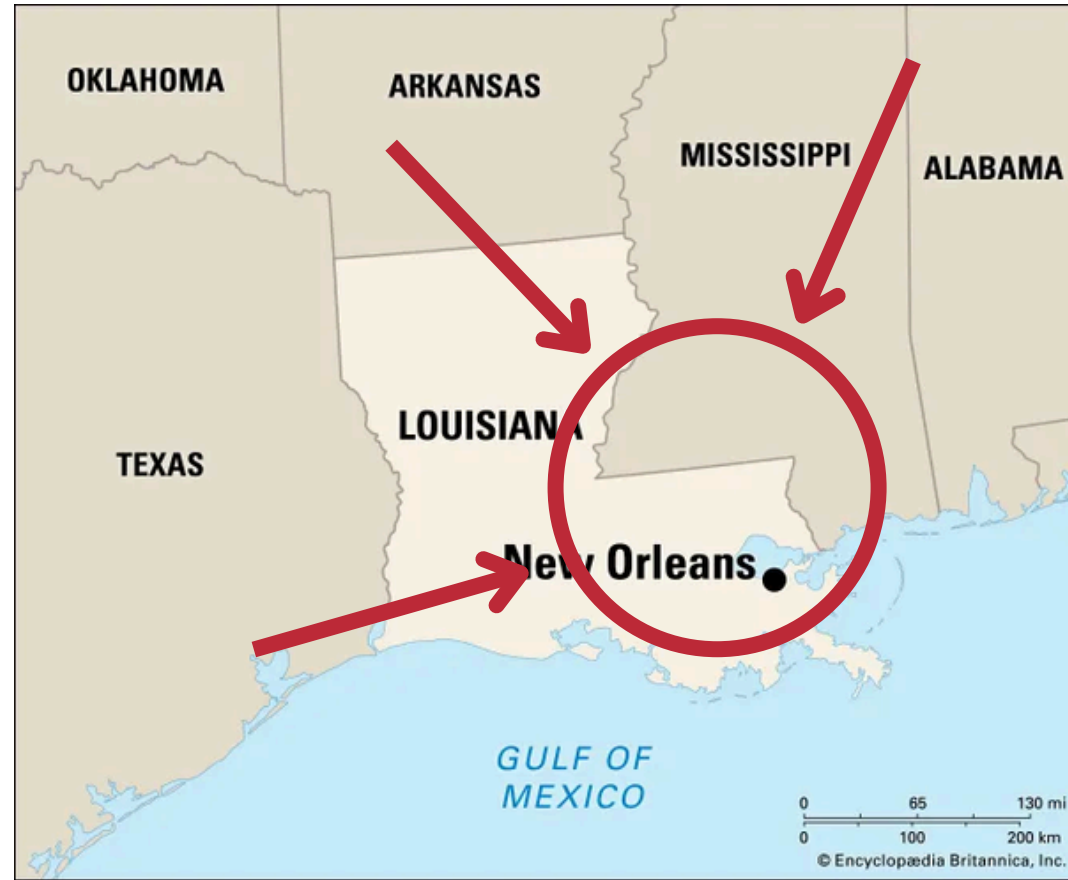 OKLAHOMA
ARKANSAS
MISSISSIPPI
ALABAMA
LOUISIANA
TEXAS
New Orleans
GULF OF
MEXICO
0 65 130 mi
0 100 200 km
© Encyclopædia Britannica, Inc.